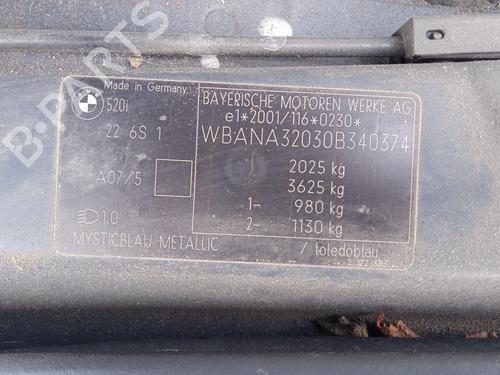 B-PARTS
BMW
Made in Germany
520i
22 6S 1
A07/5
1.0
MYSTICBLAU METALLIC
BAYERISCHE MOTOREN WERKE AG
e1*2001/116*0230*
WBANA32030B340374
2025 kg
3625 kg
1- 980 kg
2- 1130 kg
/ toledoblau